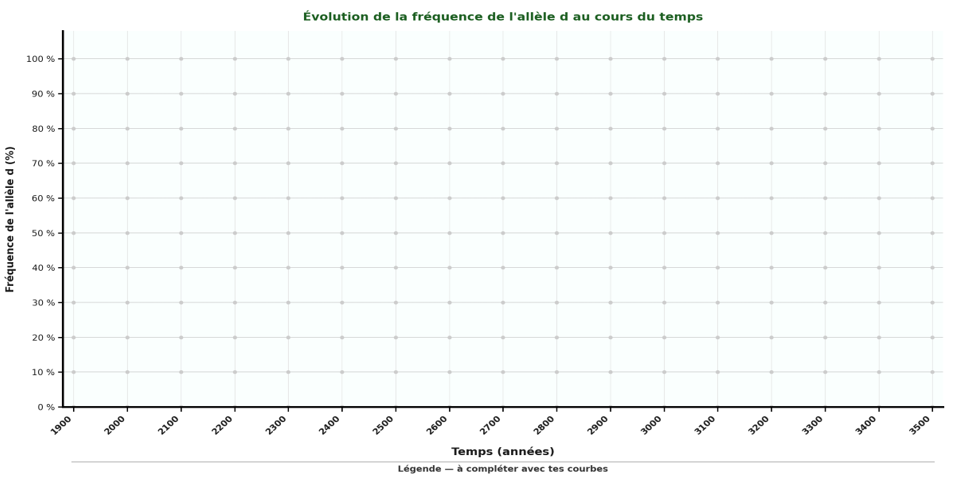 Évolution de la fréquence de l'allèle d au cours du temps
Fréquence de l'allèle d (%)
100 %
90 %
80 %
70 %
60 %
50 %
40 %
30 %
20 %
10 %
0 %
1900 2000 2100 2200 2300 2400 2500 2600 2700 2800 2900 3000 3100 3200 3300 3400 3500
Temps (années)
Légende — à compléter avec tes courbes